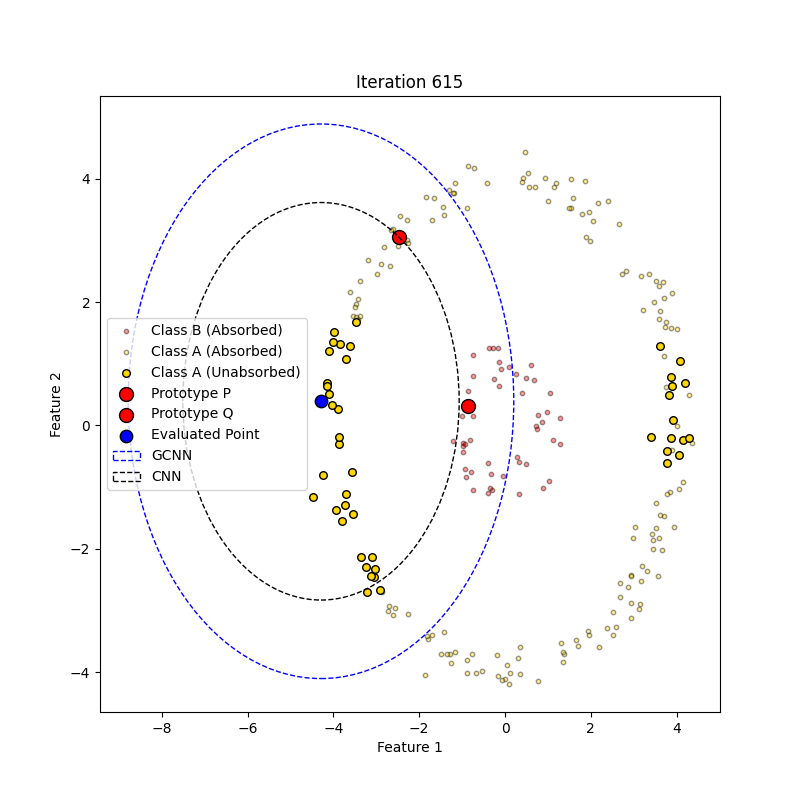 Iteration 615
4
2
0
−2
−4
Feature 2
Class B (Absorbed)
Class A (Absorbed)
Class A (Unabsorbed)
Prototype P
Prototype Q
Evaluated Point
GCNN
CNN
−8
−6
−4
−2
0
2
4
Feature 1